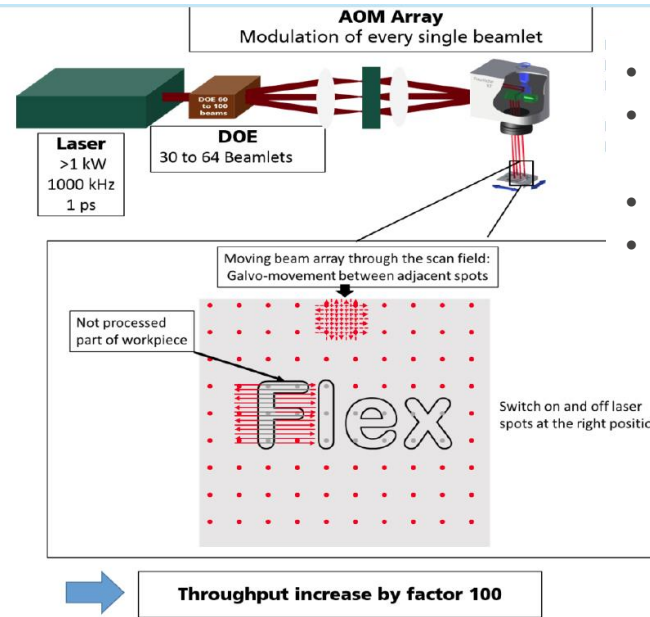 AOM Array
Modulation of every single beamlet
DOE 60
to 100
beams
Laser
>1 kW
1000 kHz
1 ps
DOE
30 to 64 Beamlets
Moving beam array through the scan field:
Galvo-movement between adjacent spots
Not processed
part of workpiece
Flex
Switch on and off laser
spots at the right positio
Throughput increase by factor 100